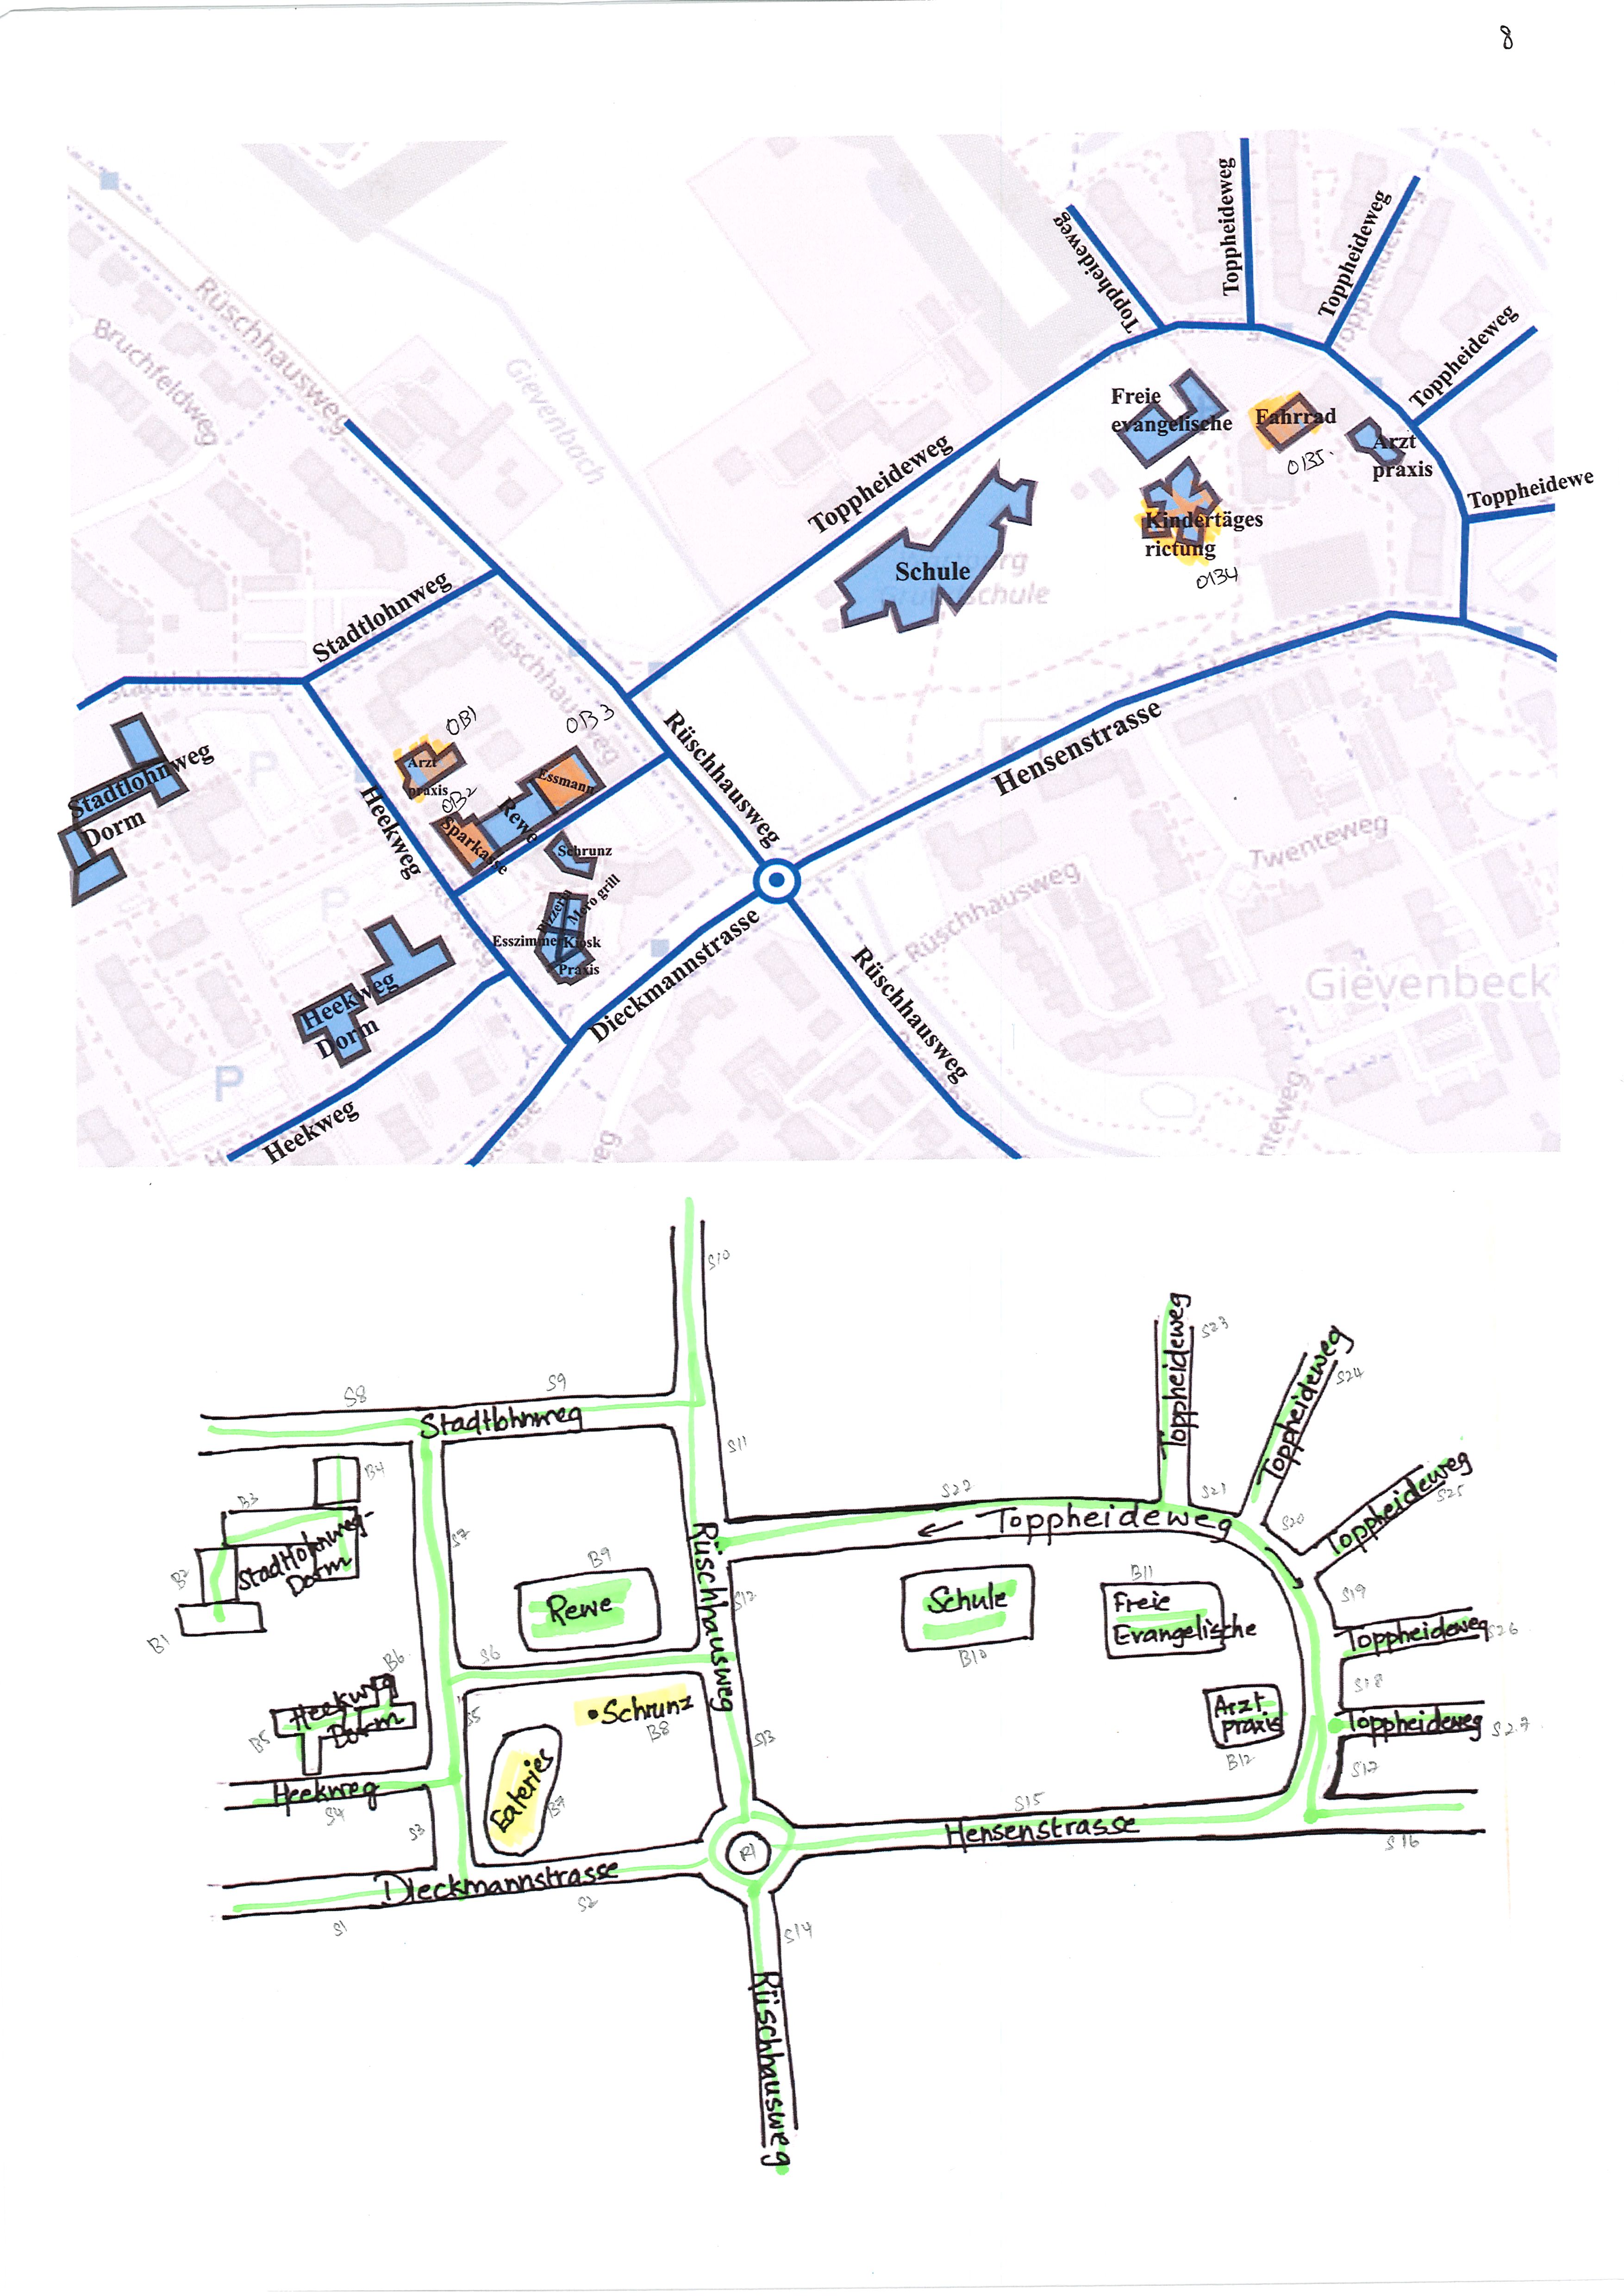 8
Toppheideweg
Toppheideweg
Toppheideweg
Toppheideweg
Toppheidewe
Rüschhausweg
Bruchfeldweg
Gievenbach
Freie
evangelische
Fahrrad
OB5.
Arzt
praxis
Toppheideweg
Kindertäges
rictung
OB4
Schule
Stadtlohnweg
Stadtlohnweg
Rüschhausweg
OB1
OB3
Arzt
praxis
OB2
Essmann
Rewe
Sparkasse
Schrunz
Pizzeria
Mero grill
Esszimmer
Kiosk
Praxis
Stadtlohnweg
Dorm
P
P
P
Heekweg
Heekweg
Dorm
Heekweg
Rüschhausweg
Hensenstrasse
Dieckmannstrasse
Rüschhausweg
Rüschhausweg
Twenteweg
Gievenbeck
S10
S8
S9
Stadtlohnweg
S11
Toppheideweg
S23
Toppheideweg
S24
Toppheideweg
S25
S22
S21
S20
Toppheideweg
B4
B3
Stadtlohnweg-
Dorm
B2
B1
S7
B9
Rewe
Rüschhausweg
S12
Schule
B10
B11
Freie
Evangelische
S19
Toppheideweg
S26
S18
Toppheideweg
S27
S17
Arzt
praxis
B12
B6
Heekweg
Dorm
B5
S6
S5
Schrunz
B8
S13
Eateries
B7
Heekweg
S4
S3
S15
Hensenstrasse
S16
R1
Dieckmannstrasse
S1
S2
S14
Rüschhausweg